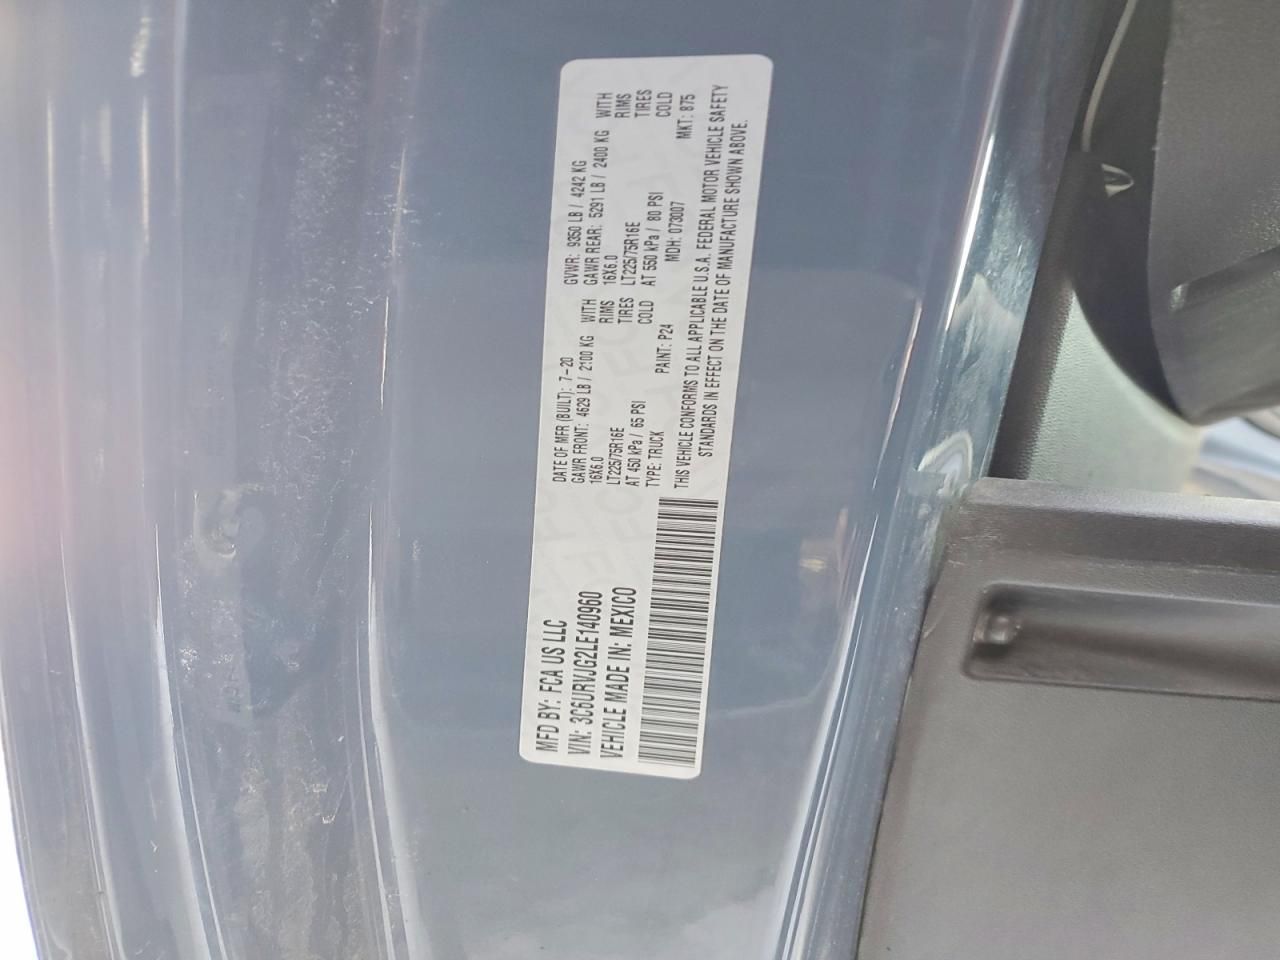 MFD BY: FCA US LLC
VIN: 3C6URVJG2LE140960
VEHICLE MADE IN: MEXICO
DATE OF MFR (BUILT): 7-20 GVWR: 9350 LB / 4242 KG
GAWR FRONT: 4629 LB / 2100 KG WITH GAWR REAR: 5291 LB / 2400 KG WITH
16X6.0 RIMS 16X6.0 RIMS
LT225/75R16E TIRES LT225/75R16E TIRES
AT 450 kPa / 65 PSI COLD AT 550 kPa / 80 PSI COLD
TYPE: TRUCK PAINT: P24 MDH: 073007 MKT: 875
THIS VEHICLE CONFORMS TO ALL APPLICABLE U.S.A. FEDERAL MOTOR VEHICLE SAFETY
STANDARDS IN EFFECT ON THE DATE OF MANUFACTURE SHOWN ABOVE.